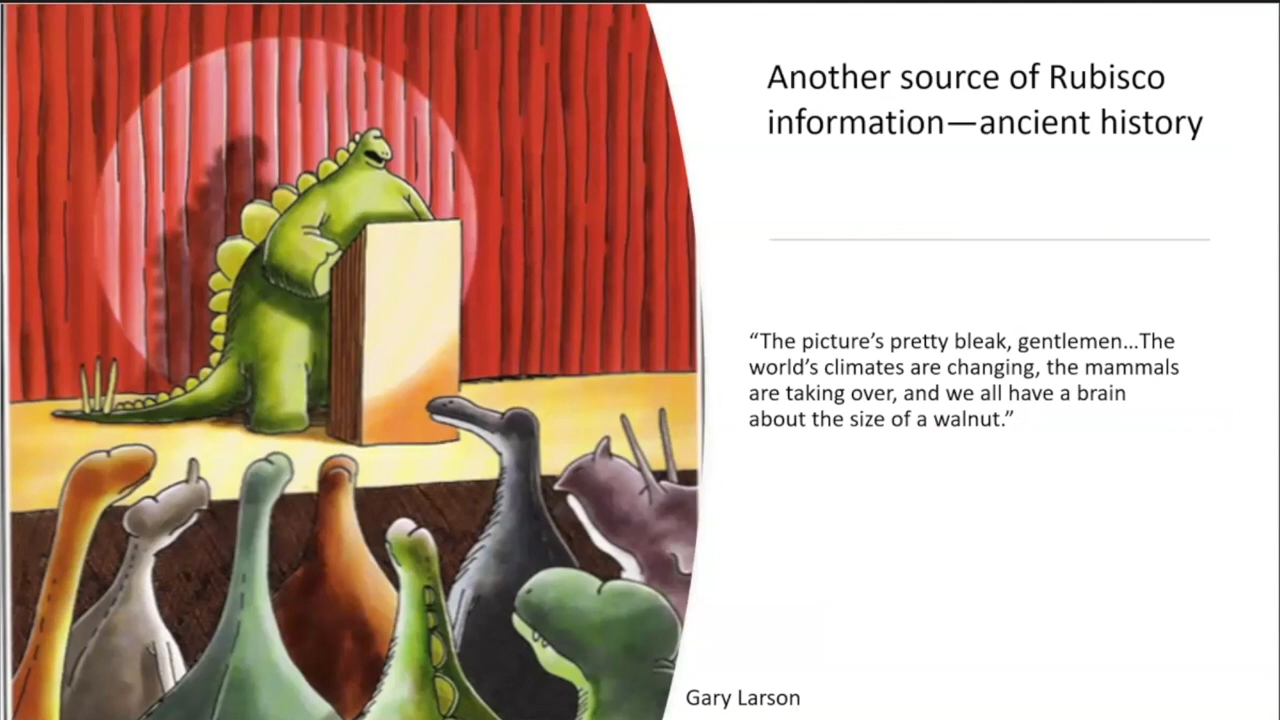 Another source of Rubisco
information—ancient history
“The picture’s pretty bleak, gentlemen…The
world’s climates are changing, the mammals
are taking over, and we all have a brain
about the size of a walnut.”
Gary Larson